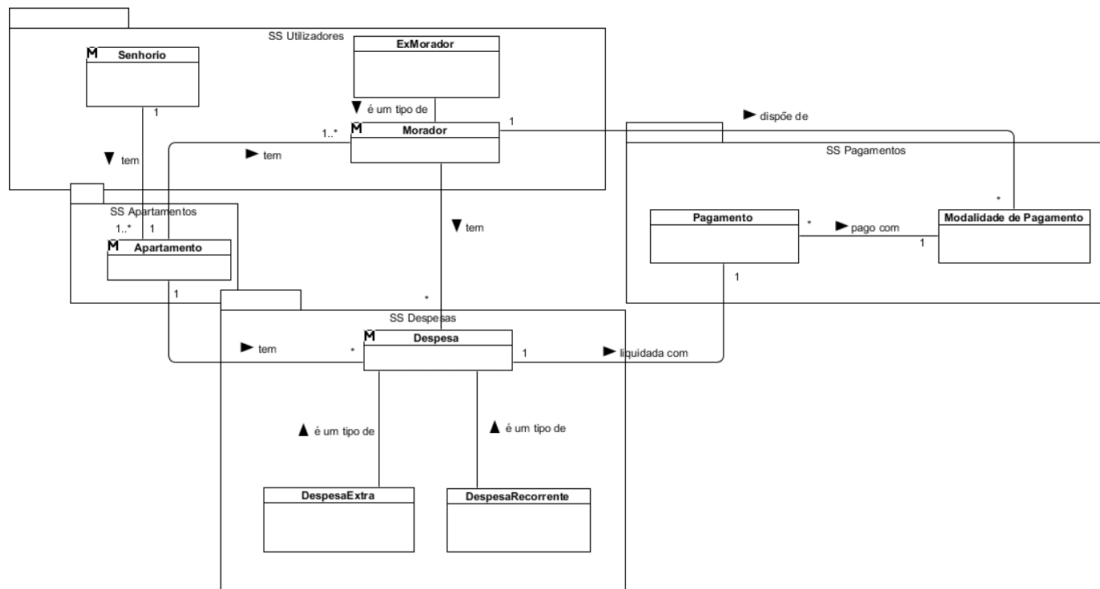 SS Utilizadores
M
Senhorio
ExMorador
1
é um tipo de
1..*
M
Morador
1
dispõe de
tem
tem
SS Pagamentos
SS Apartamentos
1..*
1
M
Apartamento
1
tem
*
Pagamento
*
pago com
1
Modalidade de Pagamento
*
1
SS Despesas
*
M
Despesa
tem
*
1
liquidada com
é um tipo de
é um tipo de
DespesaExtra
DespesaRecorrente